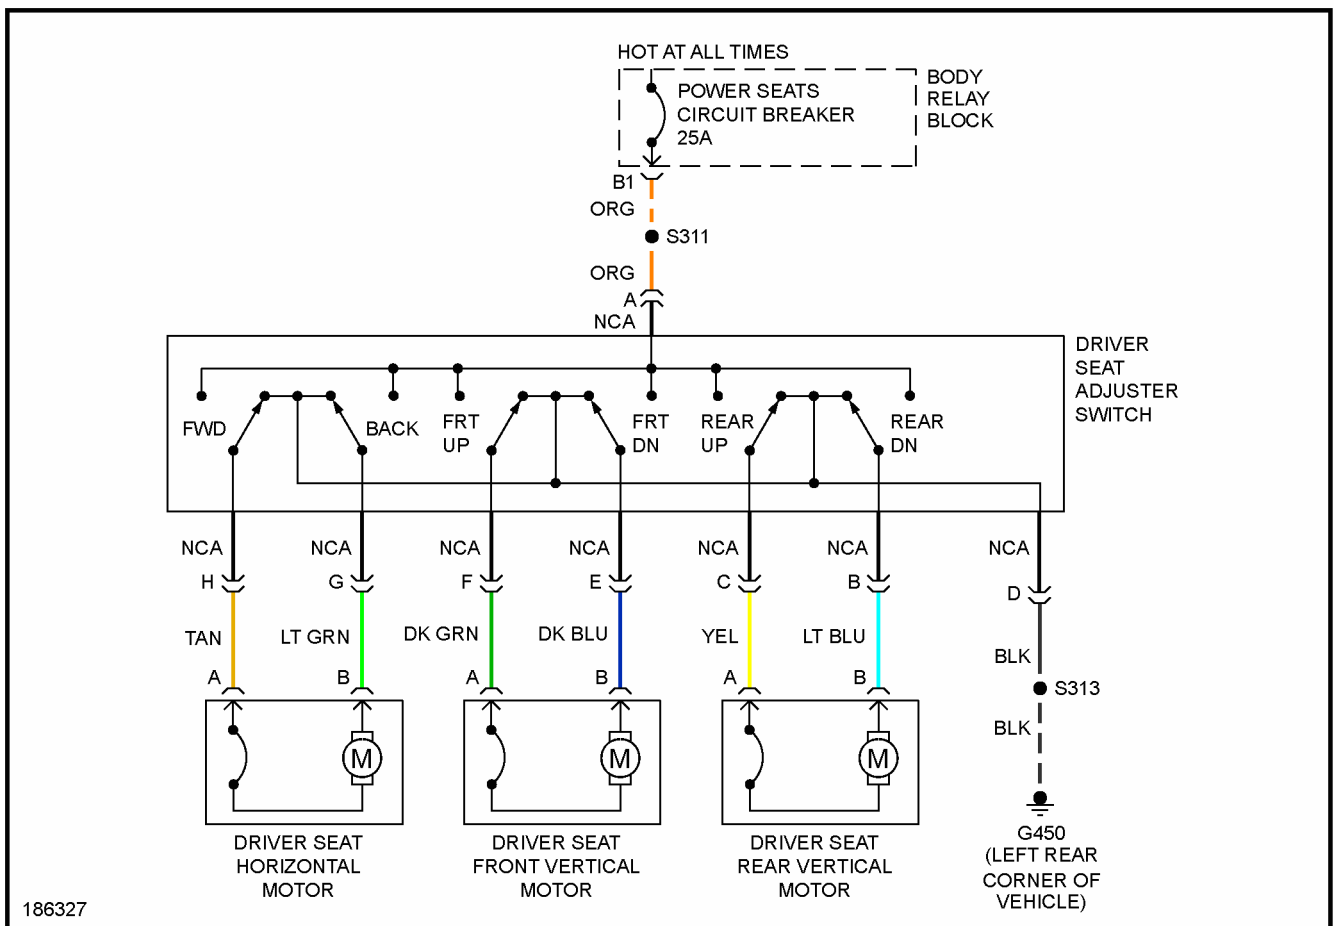 HOT AT ALL TIMES
POWER SEATS
CIRCUIT BREAKER
25A
BODY
RELAY
BLOCK
B1
ORG
S311
ORG
A
NCA
DRIVER
SEAT
ADJUSTER
SWITCH
FWD
BACK
FRT
UP
FRT
DN
REAR
UP
REAR
DN
NCA
NCA
NCA
NCA
NCA
NCA
NCA
H
G
F
E
C
B
D
TAN
LT GRN
DK GRN
DK BLU
YEL
LT BLU
BLK
A
B
A
B
A
B
S313
BLK
M
M
M
DRIVER SEAT
HORIZONTAL
MOTOR
DRIVER SEAT
FRONT VERTICAL
MOTOR
DRIVER SEAT
REAR VERTICAL
MOTOR
G450
(LEFT REAR
CORNER OF
VEHICLE)
186327